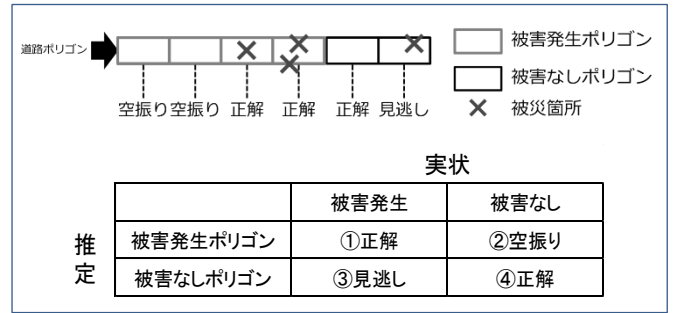 道路ポリゴン
空振り 空振り 正解 正解 正解 見逃し
被害発生ポリゴン
被害なしポリゴン
被災箇所
実状
被害発生 被害なし
推定
被害発生ポリゴン ①正解 ②空振り
被害なしポリゴン ③見逃し ④正解